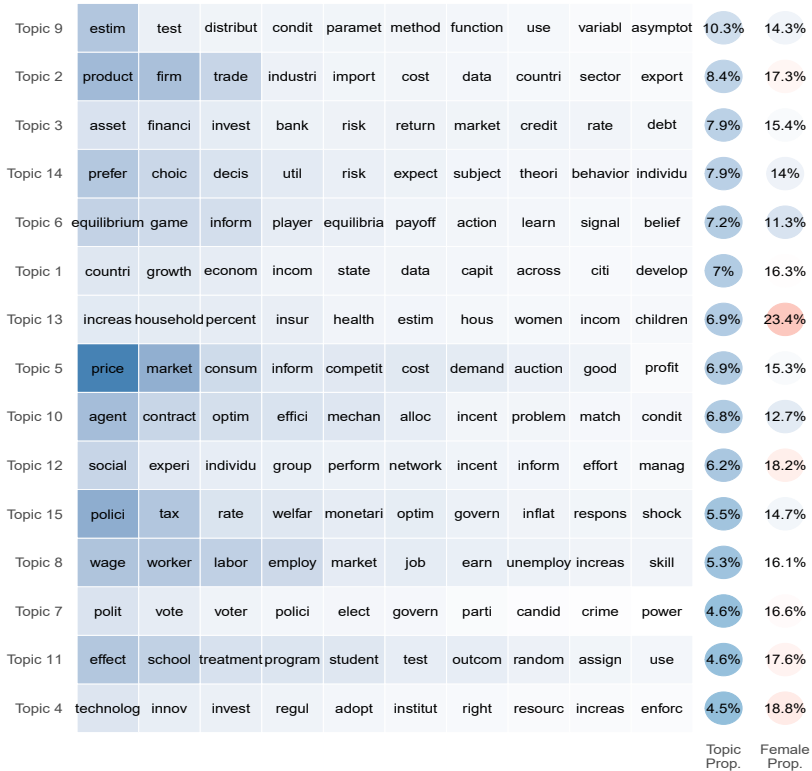 Topic 9 estim test distribut condit paramet method function use variabl asymptot 10.3% 14.3%
Topic 2 product firm trade industri import cost data countri sector export 8.4% 17.3%
Topic 3 asset financi invest bank risk return market credit rate debt 7.9% 15.4%
Topic 14 prefer choic decis util risk expect subject theori behavior individu 7.9% 14%
Topic 6 equilibrium game inform player equilibria payoff action learn signal belief 7.2% 11.3%
Topic 1 countri growth econom incom state data capit across citi develop 7% 16.3%
Topic 13 increas household percent insur health estim hous women incom children 6.9% 23.4%
Topic 5 price market consum inform competit cost demand auction good profit 6.9% 15.3%
Topic 10 agent contract optim effici mechan alloc incent problem match condit 6.8% 12.7%
Topic 12 social experi individu group perform network incent inform effort manag 6.2% 18.2%
Topic 15 polici tax rate welfar monetari optim govern inflat respons shock 5.5% 14.7%
Topic 8 wage worker labor employ market job earn unemploy increas skill 5.3% 16.1%
Topic 7 polit vote voter polici elect govern parti candid crime power 4.6% 16.6%
Topic 11 effect school treatment program student test outcom random assign use 4.6% 17.6%
Topic 4 technolog innov invest regul adopt institut right resourc increas enforc 4.5% 18.8%
Topic Female
Prop. Prop.